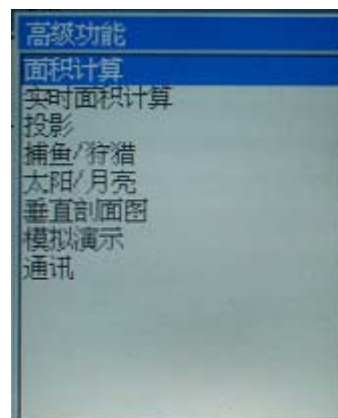 高级功能
面积计算
实时面积计算
投影
捕鱼/狩猎
太阳/月亮
垂直剖面图
模拟演示
通讯